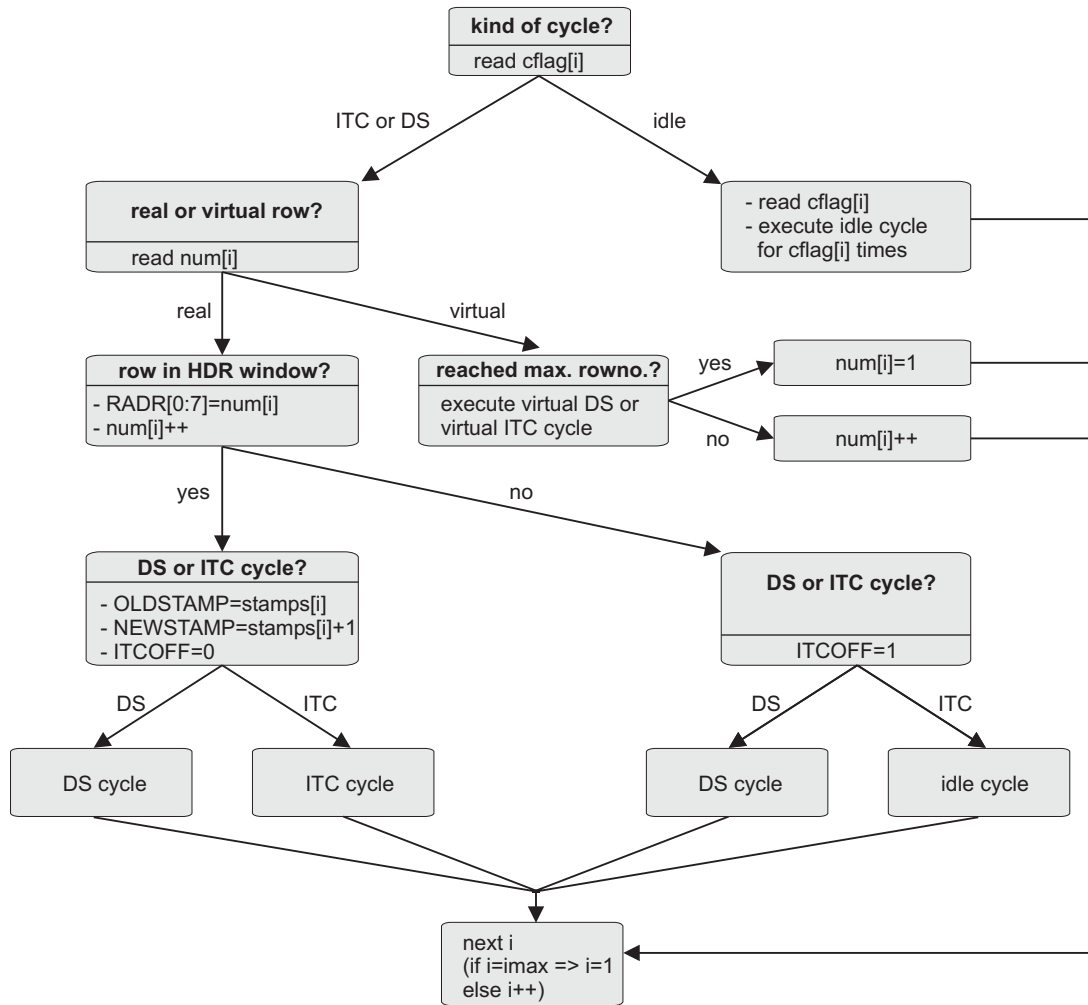 kind of cycle?
read cflag[i]
ITC or DS
idle
real or virtual row?
read num[i]
- read cflag[i]
- execute idle cycle
for cflag[i] times
real
virtual
row in HDR window?
- RADR[0:7]=num[i]
- num[i]++
reached max. rowno.?
execute virtual DS or
virtual ITC cycle
yes
num[i]=1
no
num[i]++
yes
no
DS or ITC cycle?
- OLDSTAMP=stamps[i]
- NEWSTAMP=stamps[i]+1
- ITCOFF=0
DS or ITC cycle?
ITCOFF=1
DS
ITC
DS
ITC
DS cycle
ITC cycle
DS cycle
idle cycle
next i
(if i=imax => i=1
else i++)